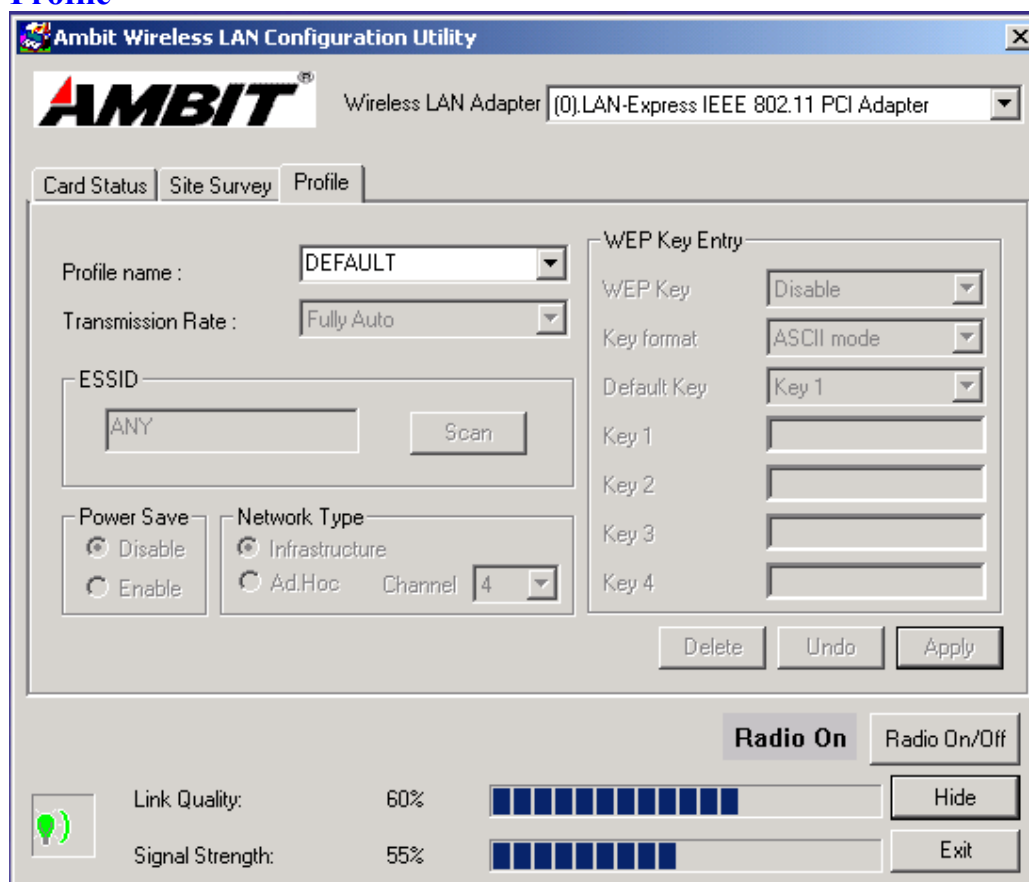 Profile
Ambit Wireless LAN Configuration Utility
AMBIT®
Wireless LAN Adapter (0).LAN-Express IEEE 802.11 PCI Adapter
Card Status Site Survey Profile
Profile name : DEFAULT
Transmission Rate : Fully Auto
ESSID
ANY Scan
Power Save
Disable
Enable
Network Type
Infrastructure
Ad.Hoc Channel 4
WEP Key Entry
WEP Key Disable
Key format ASCII mode
Default Key Key 1
Key 1
Key 2
Key 3
Key 4
Delete Undo Apply
Radio On Radio On/Off
Link Quality: 60% Hide
Signal Strength: 55% Exit